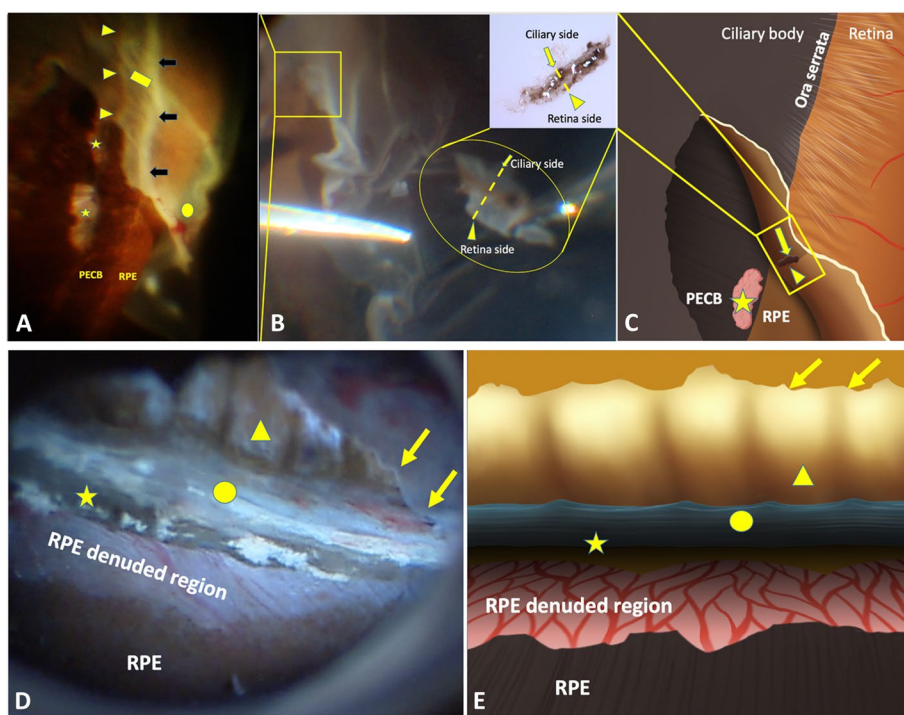 PECB RPE
A
Ciliary side
Retina side
Ciliary side
Retina side
B
Ciliary body
Ora serrata
Retina
PECB
RPE
C
RPE denuded region
RPE
D
RPE denuded region
RPE
E